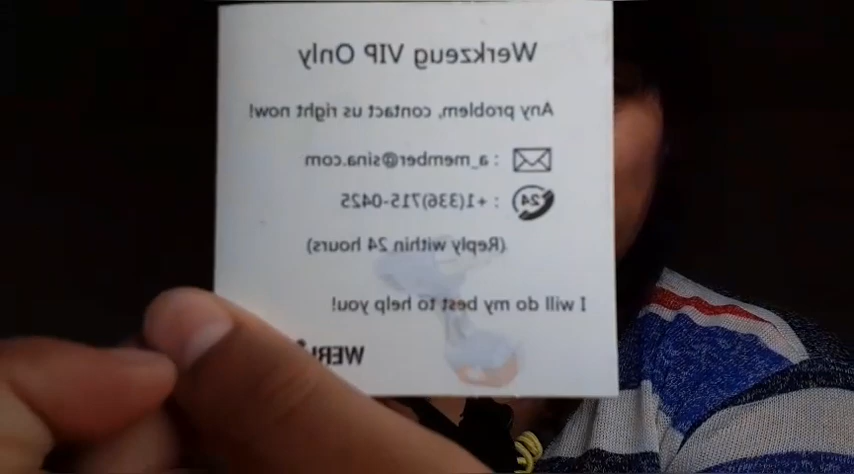 Werkzeug VIP Only
Any problem, contact us right now!
: a_member@sina.com
24 : +1(336)715-0425
(Reply within 24 hours)
I will do my best to help you!